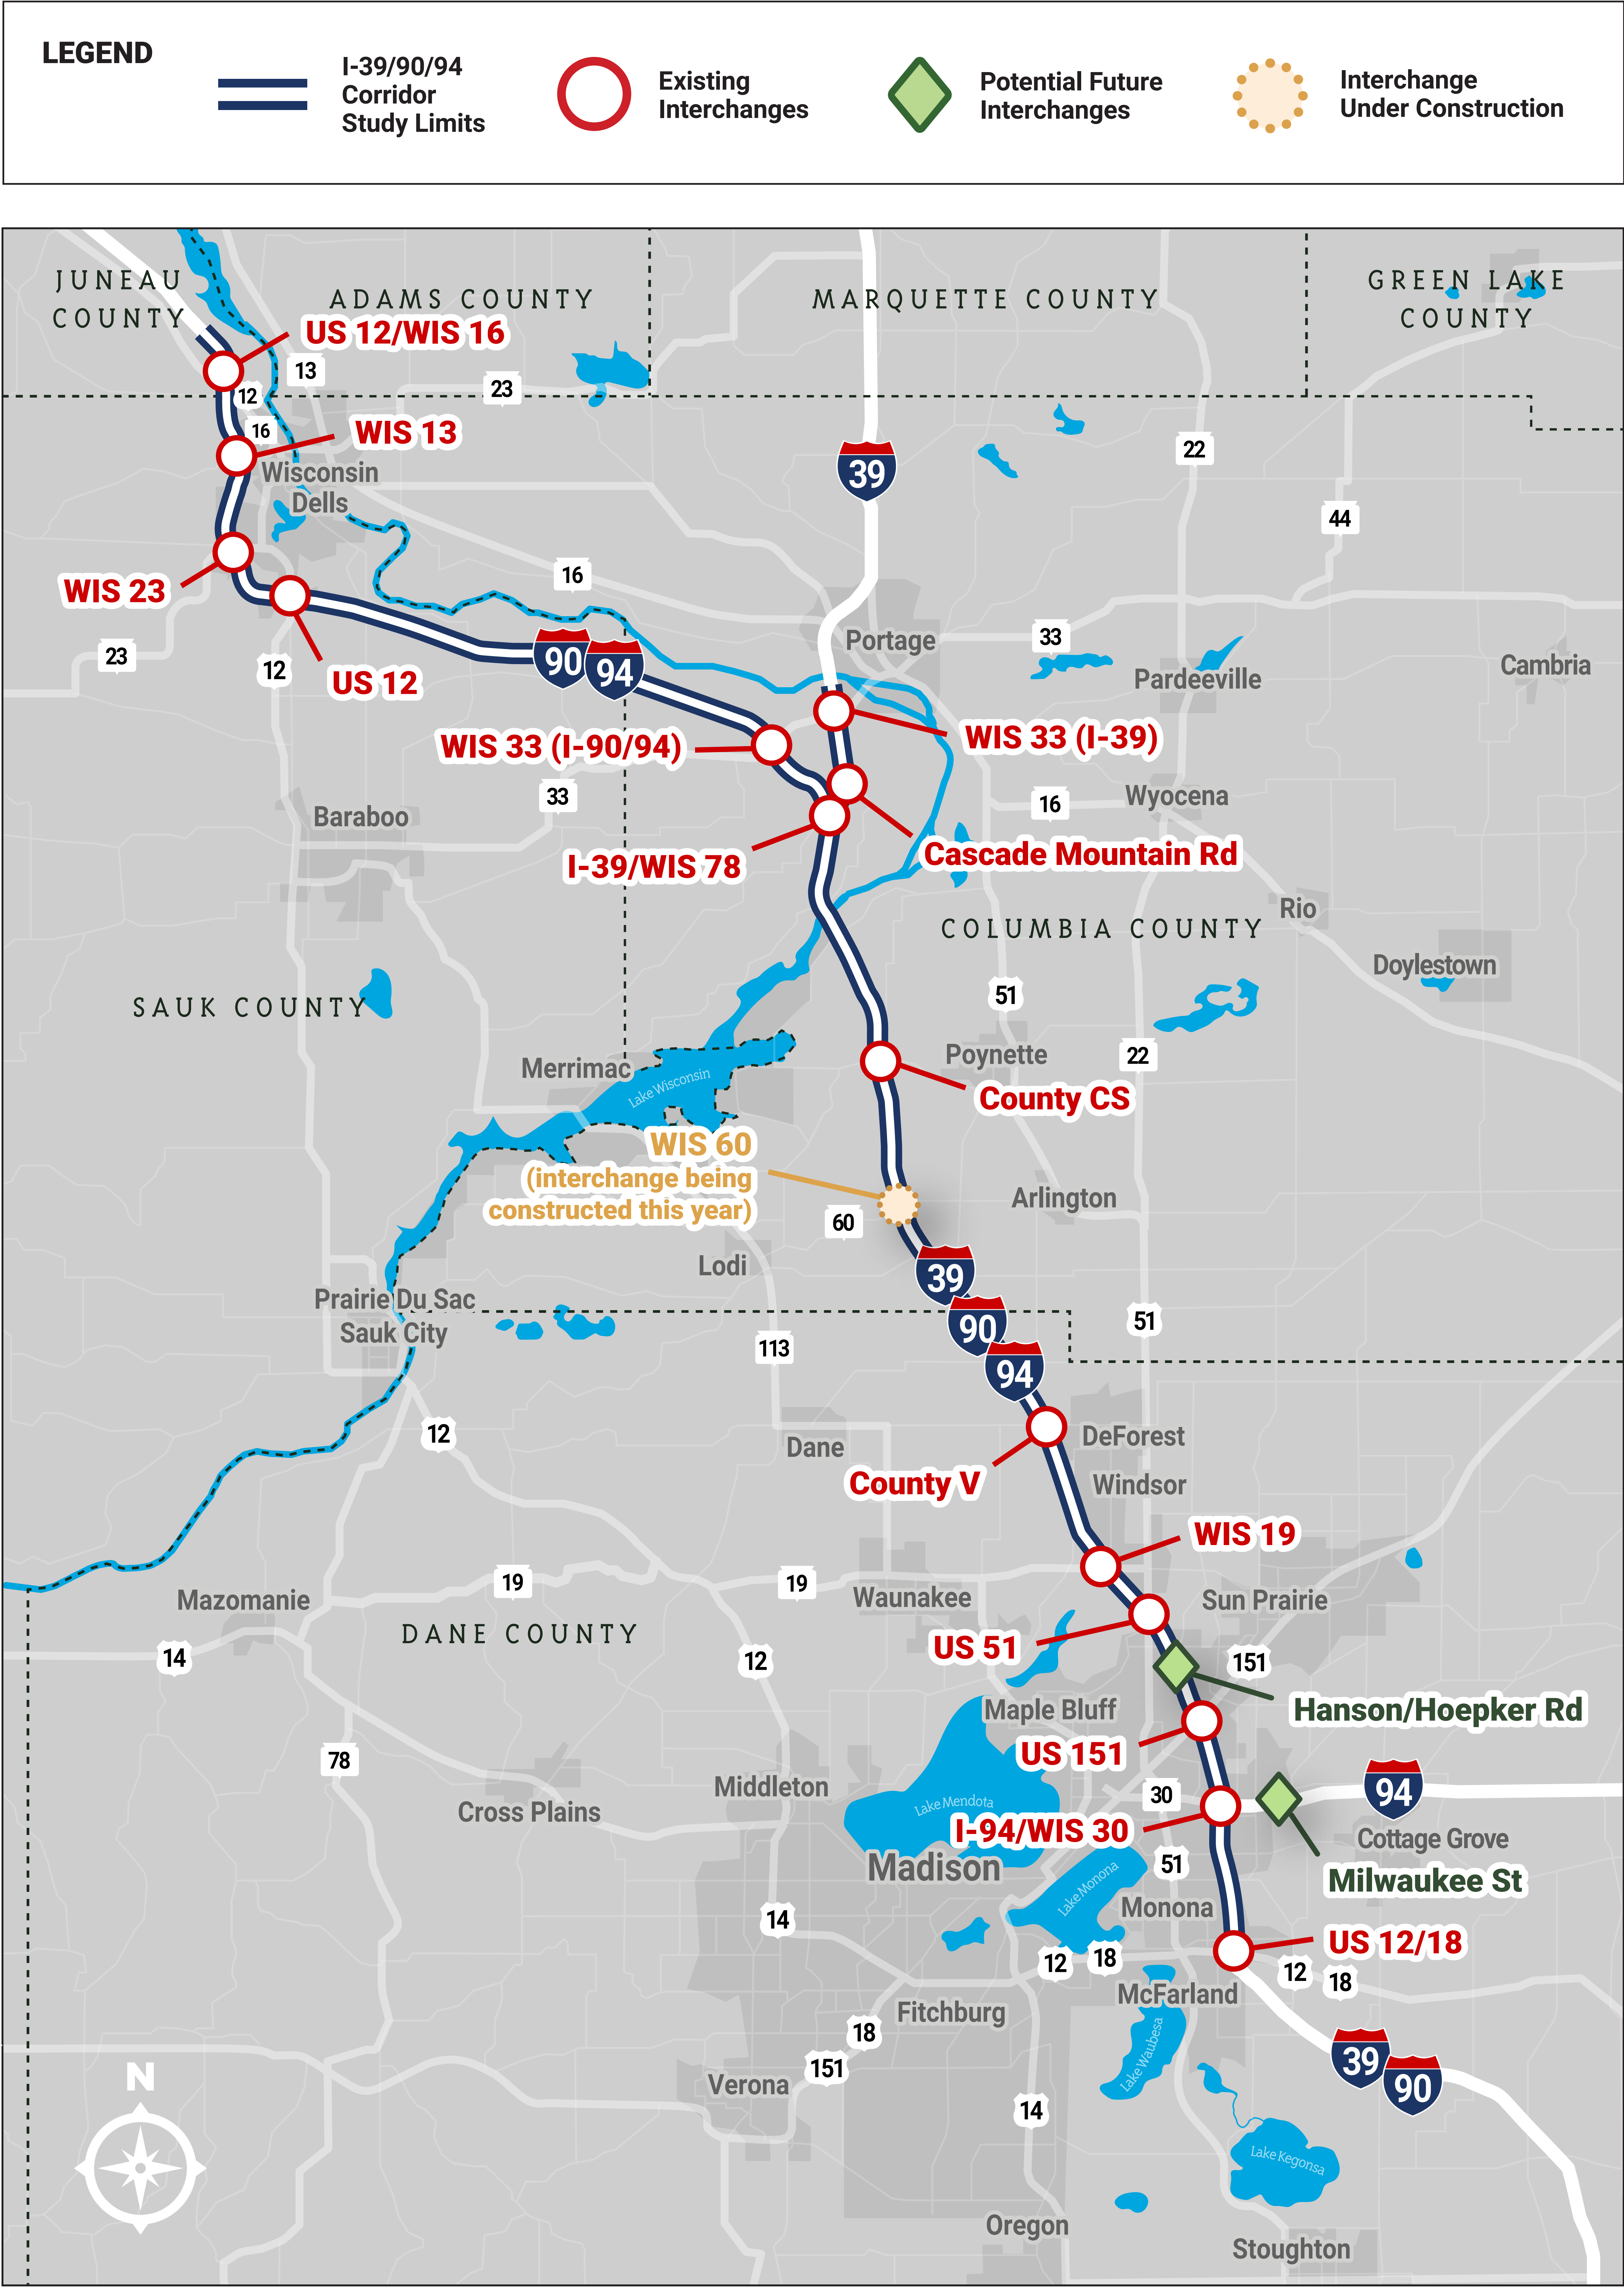 LEGEND
I-39/90/94
Corridor
Study Limits
Existing
Interchanges
Potential Future
Interchanges
Interchange
Under Construction
JUNEAU
COUNTY
ADAMS COUNTY
MARQUETTE COUNTY
GREEN LAKE
COUNTY
US 12/WIS 16
13
23
12
16
WIS 13
Wisconsin
Dells
39
22
44
WIS 23
16
23
12
US 12
90
94
Portage
33
Pardeeville
Cambria
WIS 33 (I-90/94)
WIS 33 (I-39)
33
Baraboo
16
Wyocena
I-39/WIS 78
Cascade Mountain Rd
Rio
COLUMBIA COUNTY
Doylestown
SAUK COUNTY
51
Merrimac
Lake Wisconsin
Poynette
22
County CS
WIS 60
(interchange being
constructed this year)
60
Arlington
Lodi
39
90
94
Prairie Du Sac
Sauk City
113
51
12
Dane
DeForest
County V
Windsor
WIS 19
19
19
Mazomanie
Waunakee
Sun Prairie
DANE COUNTY
14
12
US 51
151
Maple Bluff
Hanson/Hoepker Rd
US 151
78
Middleton
30
94
Cross Plains
Lake Mendota
I-94/WIS 30
Cottage Grove
Madison
51
Milwaukee St
Lake Monona
Monona
14
US 12/18
12
18
12
18
McFarland
Fitchburg
18
151
Lake Waubesa
39
90
N
Verona
14
Lake Kegonsa
Oregon
Stoughton